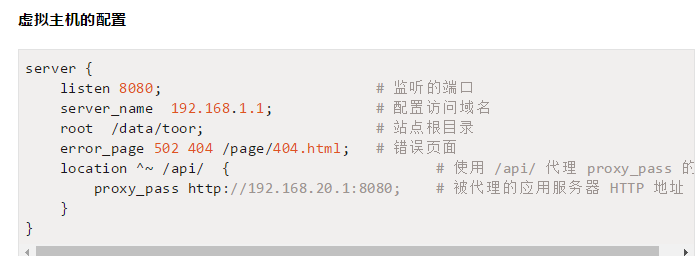 虚拟主机的配置
server {
    listen 8080;                          # 监听的端口
    server_name  192.168.1.1;             # 配置访问域名
    root  /data/toor;                     # 站点根目录
    error_page 502 404 /page/404.html;   # 错误页面
    location ^~ /api/  {                          # 使用 /api/ 代理 proxy_pass 的
        proxy_pass http://192.168.20.1:8080;    # 被代理的应用服务器 HTTP 地址
    }
}